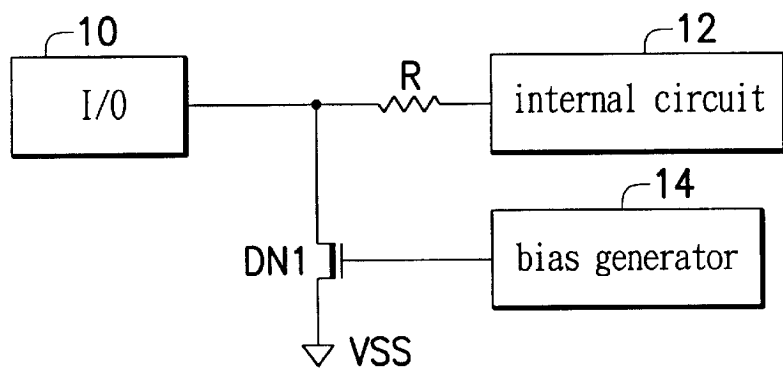 10
I/O
R
12
internal circuit
14
DN1
bias generator
VSS